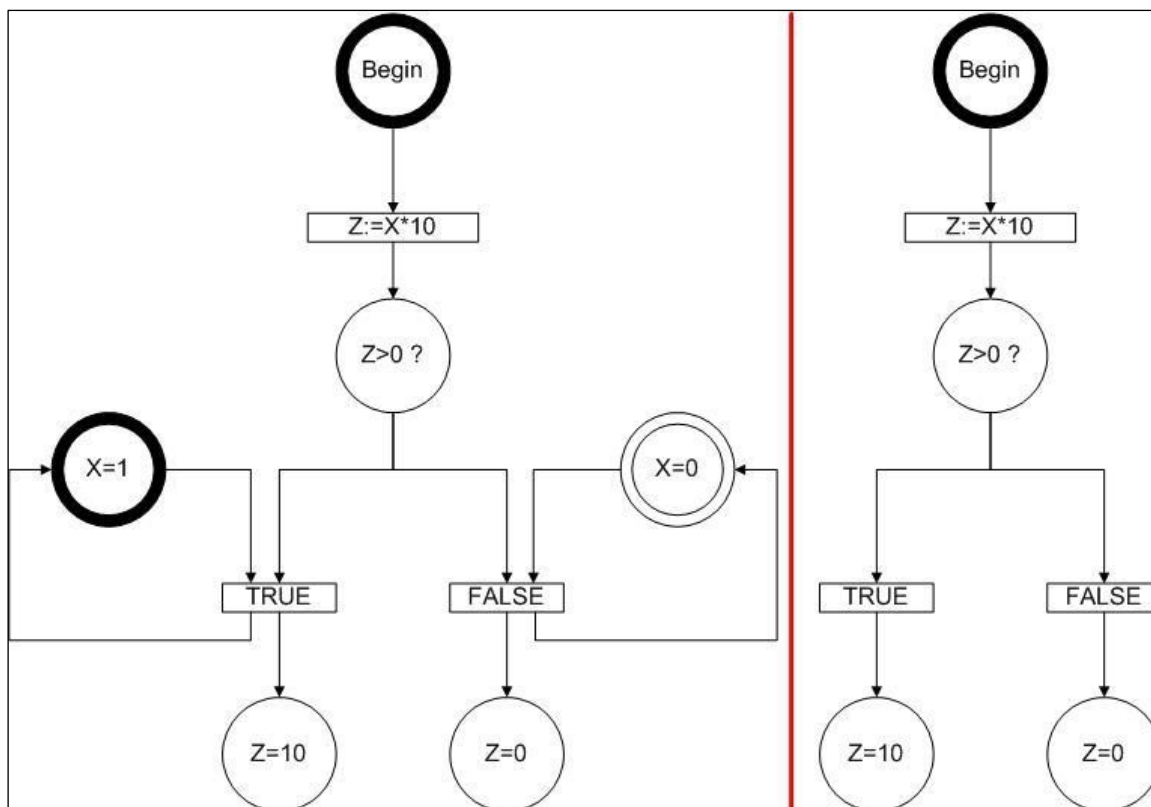 Begin
Z:=X*10
Z>0 ?
X=1
X=0
TRUE
FALSE
Z=10
Z=0
Begin
Z:=X*10
Z>0 ?
TRUE
FALSE
Z=10
Z=0